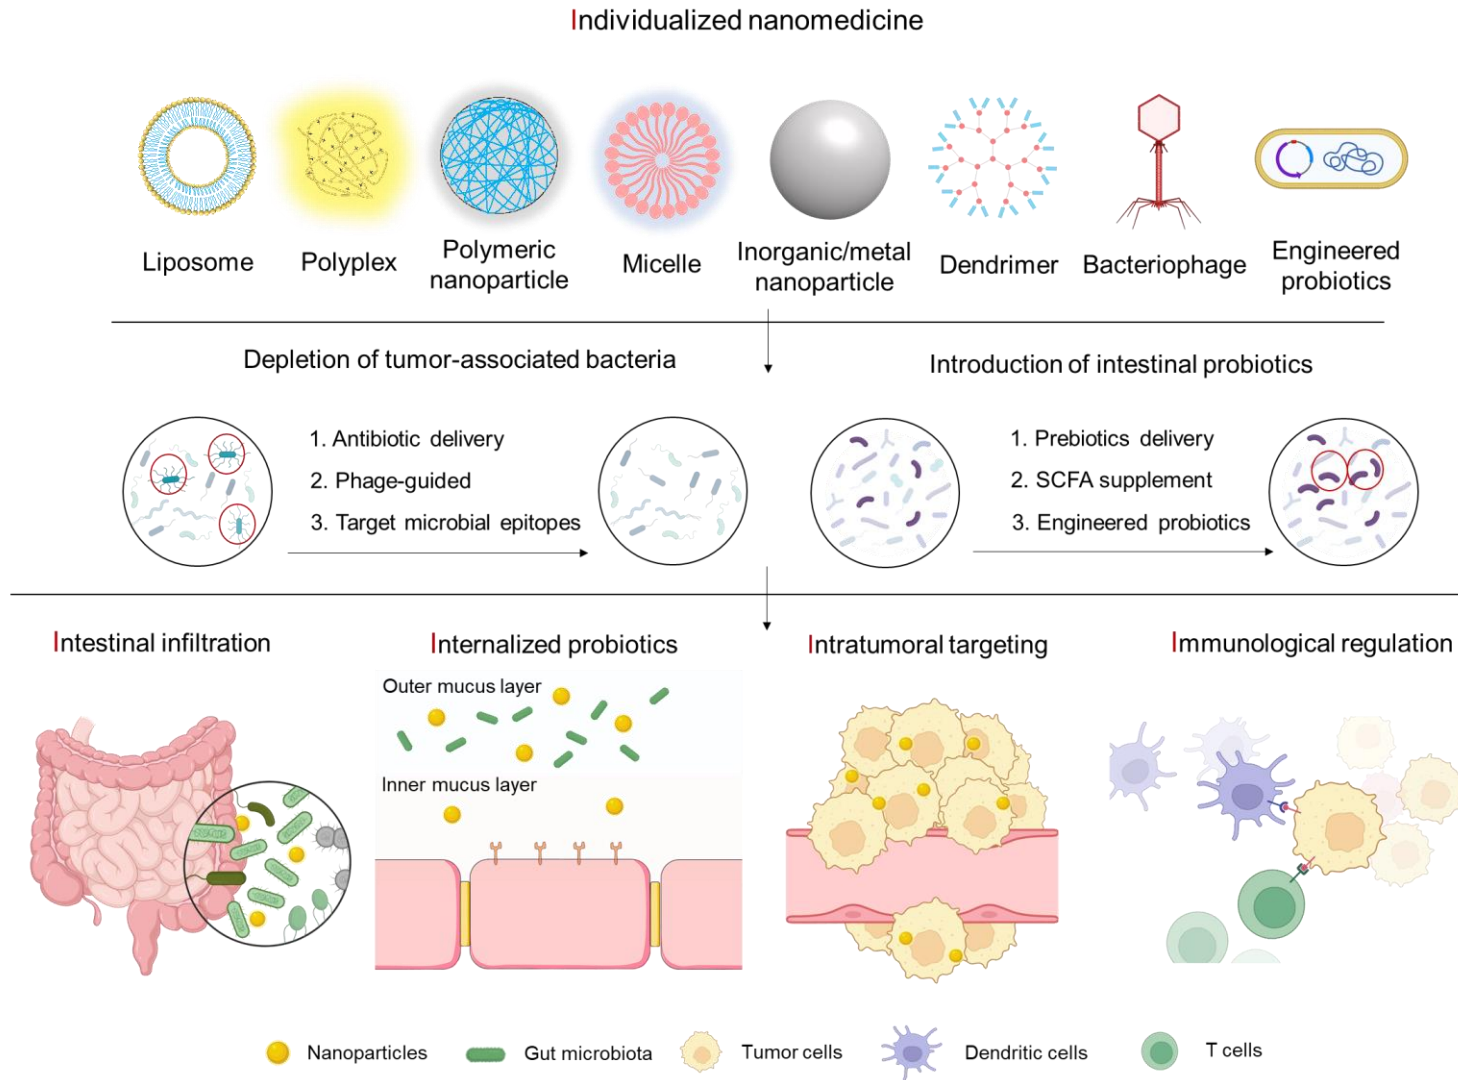 Individualized nanomedicine
Liposome
Polyplex
Polymeric
nanoparticle
Micelle
Inorganic/metal
nanoparticle
Dendrimer
Bacteriophage
Engineered
probiotics
Depletion of tumor-associated bacteria
1. Antibiotic delivery
2. Phage-guided
3. Target microbial epitopes
Introduction of intestinal probiotics
1. Prebiotics delivery
2. SCFA supplement
3. Engineered probiotics
Intestinal infiltration
Internalized probiotics
Outer mucus layer
Inner mucus layer
Intratumoral targeting
Immunological regulation
Nanoparticles
Gut microbiota
Tumor cells
Dendritic cells
T cells